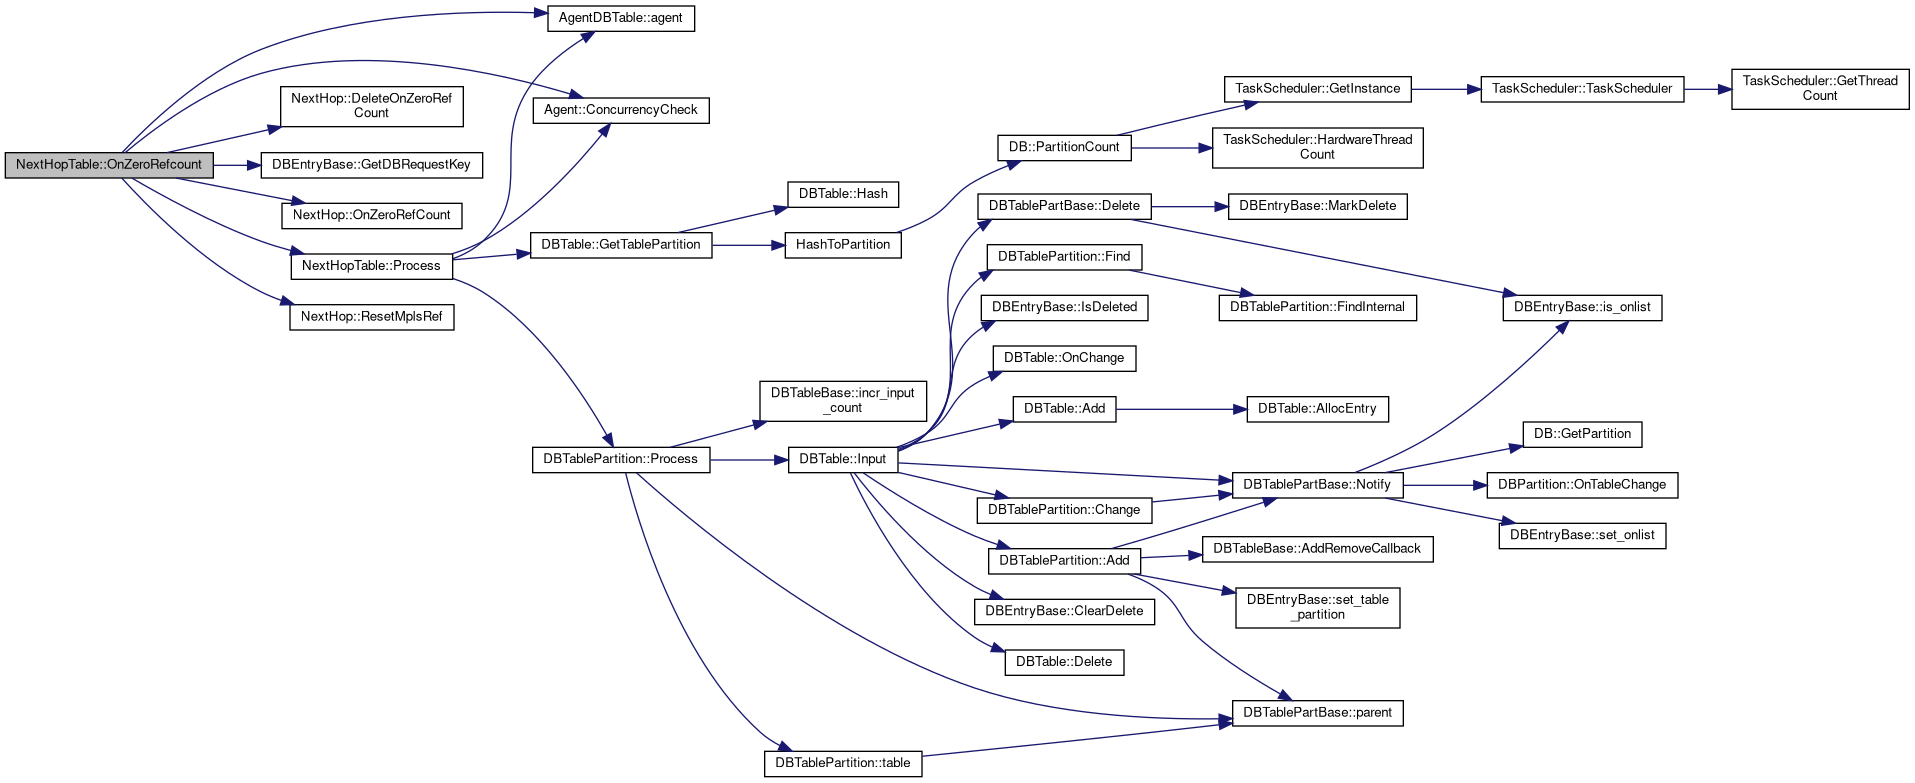 NextHopTable::OnZeroRefcount
AgentDBTable::agent
Agent::ConcurrencyCheck
NextHop::DeleteOnZeroRef
Count
DBEntryBase::GetDBRequestKey
NextHop::OnZeroRefCount
NextHopTable::Process
NextHop::ResetMplsRef
DBTable::GetTablePartition
DBTable::Hash
HashToPartition
DB::PartitionCount
TaskScheduler::GetInstance
TaskScheduler::TaskScheduler
TaskScheduler::GetThread
Count
TaskScheduler::HardwareThread
Count
DBTablePartition::Process
DBTableBase::incr_input
_count
DBTable::Input
DBTablePartition::table
DBTablePartBase::Delete
DBEntryBase::MarkDelete
DBTablePartition::Find
DBTablePartition::FindInternal
DBEntryBase::is_onlist
DBEntryBase::IsDeleted
DBTable::OnChange
DBTable::Add
DBTable::AllocEntry
DBTablePartBase::Notify
DB::GetPartition
DBPartition::OnTableChange
DBEntryBase::set_onlist
DBTablePartition::Change
DBTablePartition::Add
DBTableBase::AddRemoveCallback
DBEntryBase::set_table
_partition
DBEntryBase::ClearDelete
DBTable::Delete
DBTablePartBase::parent